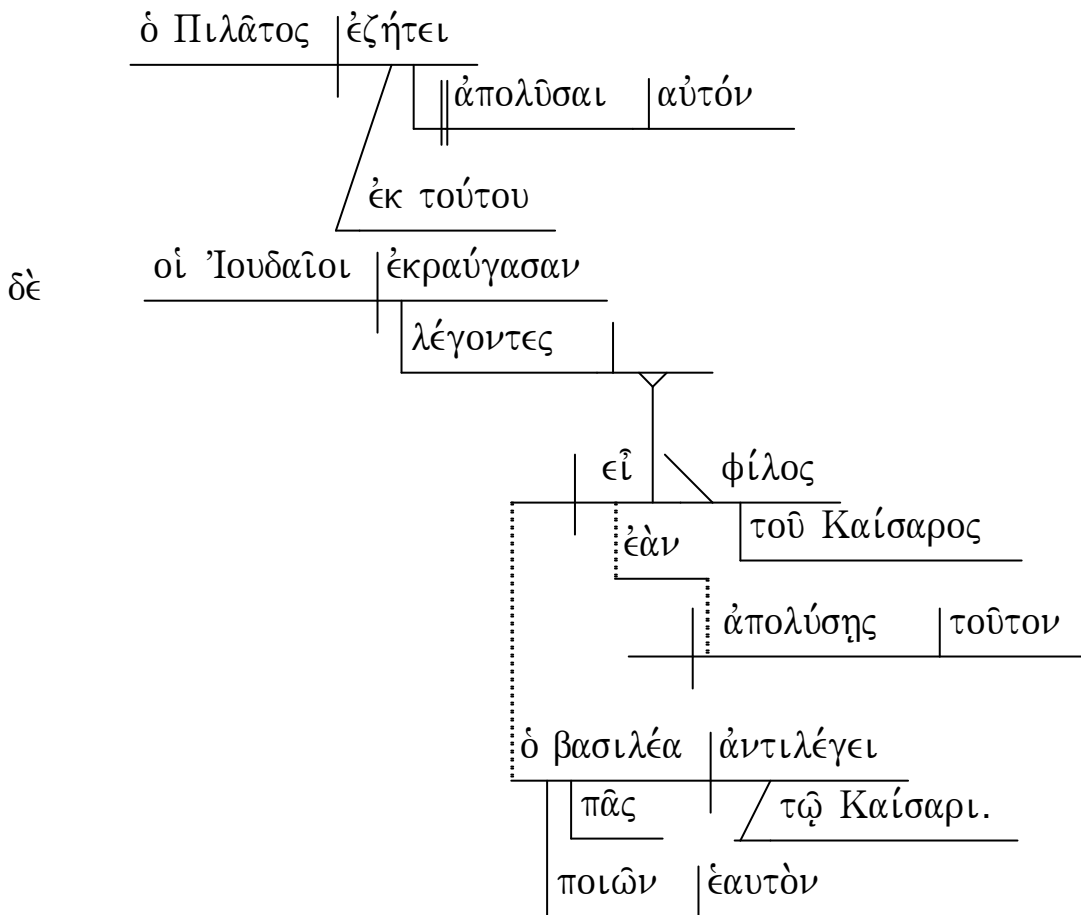 ὁ Πιλᾶτος ἐζήτει
ἀπολῦσαι αὐτόν
ἐκ τούτου
δὲ οἱ Ἰουδαῖοι ἐκραύγασαν
λέγοντες
εἶ φίλος
ἐὰν τοῦ Καίσαρος
ἀπολύσῃς τοῦτον
ὁ βασιλέα ἀντιλέγει
πᾶς τῷ Καίσαρι.
ποιῶν ἑαυτὸν